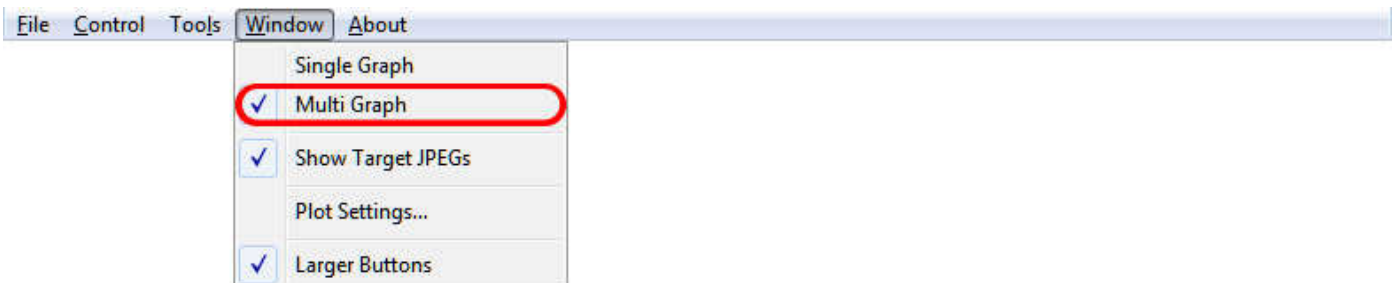 File Control Tools Window About
Single Graph
Multi Graph
Show Target JPEGs
Plot Settings...
Larger Buttons